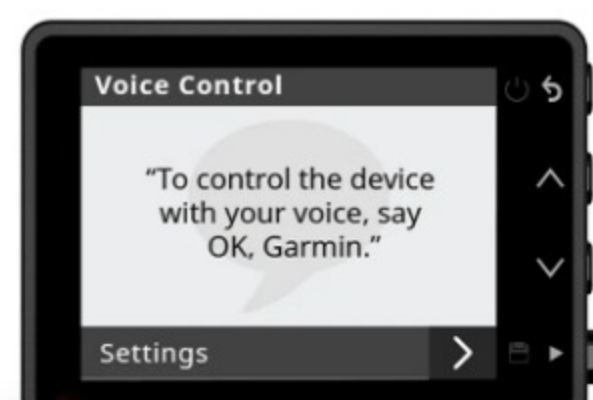 Voice Control
“To control the device
with your voice, say
OK, Garmin.”
Settings